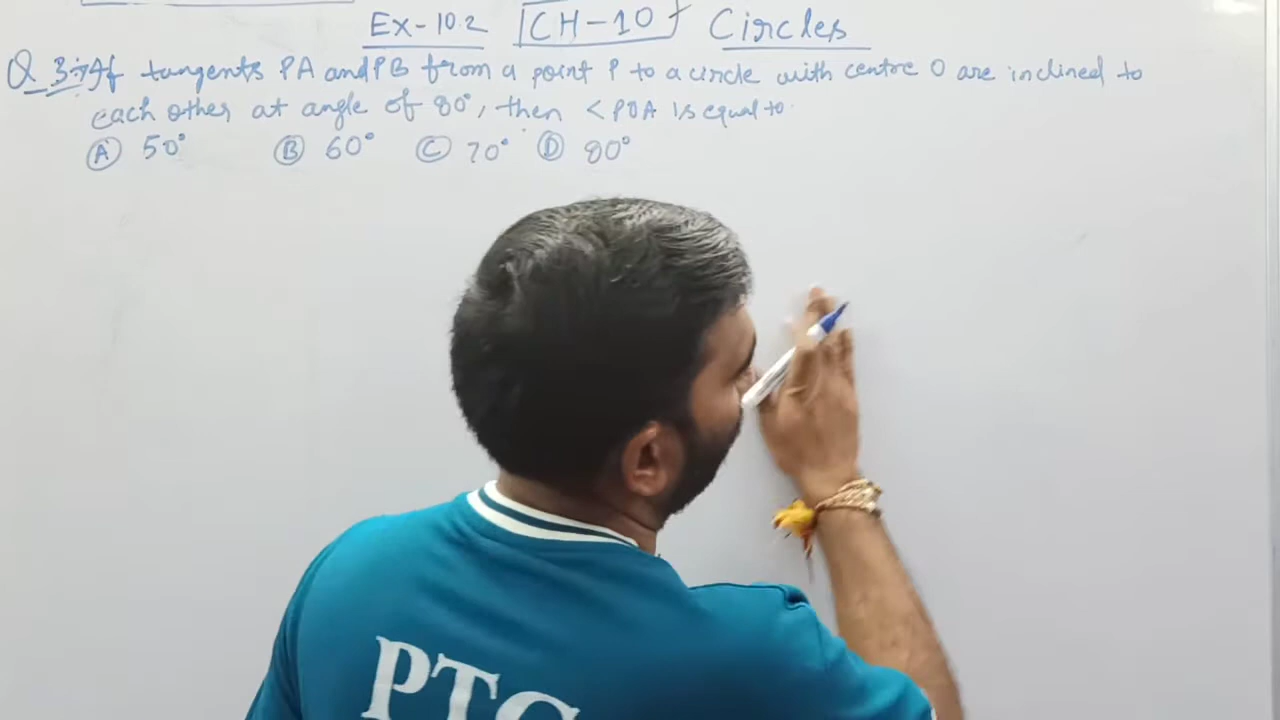 Ex-10.2 CH-10 Circles
Q.3:- If tangents PA and PB from a point P to a circle with centre O are inclined to
each other at angle of 80°, then <POA is equal to
(A) 50° (B) 60° (C) 70° (D) 80°
PTC